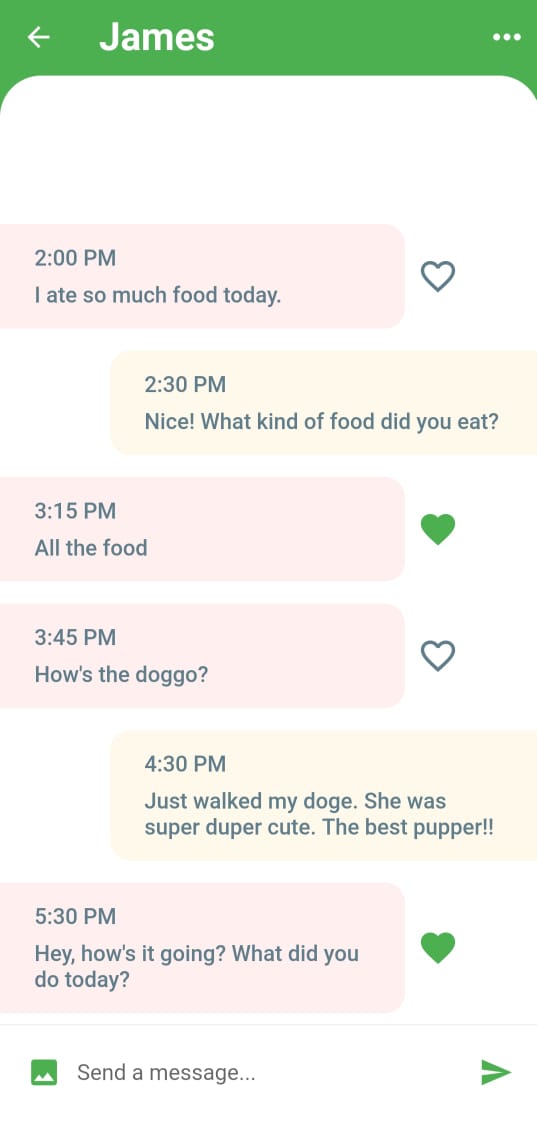 James
2:00 PM
I ate so much food today.
2:30 PM
Nice! What kind of food did you eat?
3:15 PM
All the food
3:45 PM
How's the doggo?
4:30 PM
Just walked my doge. She was
super duper cute. The best pupper!!
5:30 PM
Hey, how's it going? What did you
do today?
Send a message...